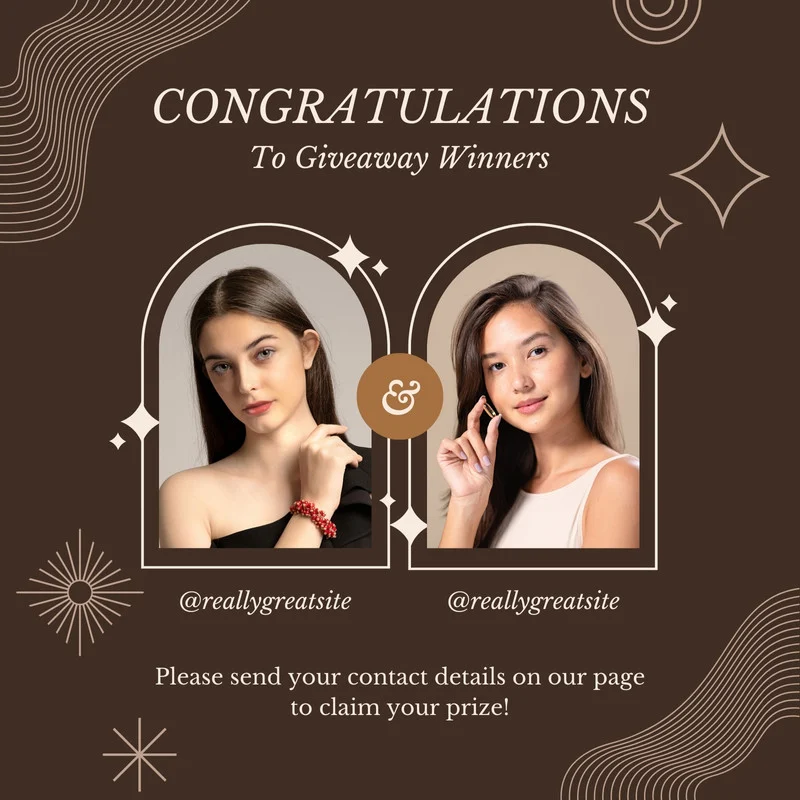 CONGRATULATIONS
To Giveaway Winners
&
@reallygreatsite
@reallygreatsite
Please send your contact details on our page
to claim your prize!